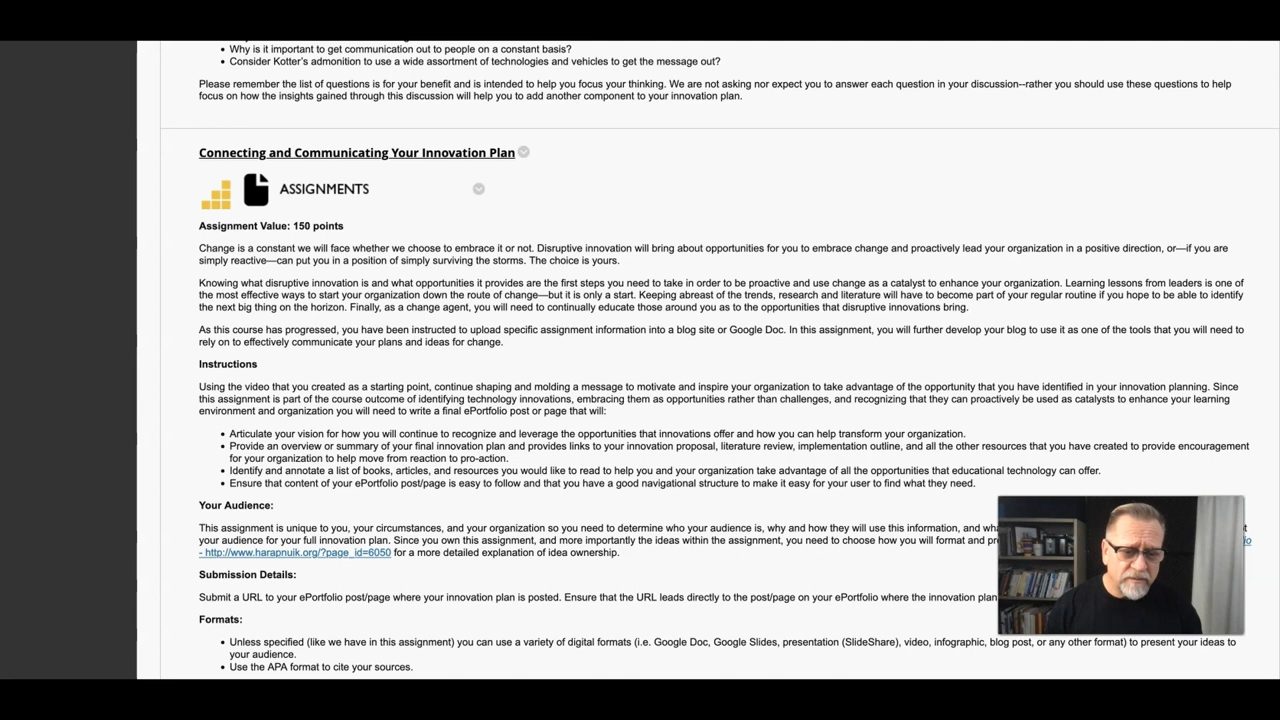 • Why is it important to get communication out to people on a constant basis?
• Consider Kotter's admonition to use a wide assortment of technologies and vehicles to get the message out?
Please remember the list of questions is for your benefit and is intended to help you focus your thinking. We are not asking nor expect you to answer each question in your discussion--rather you should use these questions to help
focus on how the insights gained through this discussion will help you to add another component to your innovation plan.
Connecting and Communicating Your Innovation Plan
ASSIGNMENTS
Assignment Value: 150 points
Change is a constant we will face whether we choose to embrace it or not. Disruptive innovation will bring about opportunities for you to embrace change and proactively lead your organization in a positive direction, or—if you are
simply reactive—can put you in a position of simply surviving the storms. The choice is yours.
Knowing what disruptive innovation is and what opportunities it provides are the first steps you need to take in order to be proactive and use change as a catalyst to enhance your organization. Learning lessons from leaders is one of
the most effective ways to start your organization down the route of change—but it is only a start. Keeping abreast of the trends, research and literature will have to become part of your regular routine if you hope to be able to identify
the next big thing on the horizon. Finally, as a change agent, you will need to continually educate those around you as to the opportunities that disruptive innovations bring.
As this course has progressed, you have been instructed to upload specific assignment information into a blog site or Google Doc. In this assignment, you will further develop your blog to use it as one of the tools that you will need to
rely on to effectively communicate your plans and ideas for change.
Instructions
Using the video that you created as a starting point, continue shaping and molding a message to motivate and inspire your organization to take advantage of the opportunity that you have identified in your innovation planning. Since
this assignment is part of the course outcome of identifying technology innovations, embracing them as opportunities rather than challenges, and recognizing that they can proactively be used as catalysts to enhance your learning
environment and organization you will need to write a final ePortfolio post or page that will:
• Articulate your vision for how you will continue to recognize and leverage the opportunities that innovations offer and how you can help transform your organization.
• Provide an overview or summary of your final innovation plan and provides links to your innovation proposal, literature review, implementation outline, and all the other resources that you have created to provide encouragement
for your organization to help move from reaction to pro-action.
• Identify and annotate a list of books, articles, and resources you would like to read to help you and your organization take advantage of all the opportunities that educational technology can offer.
• Ensure that content of your ePortfolio post/page is easy to follow and that you have a good navigational structure to make it easy for your user to find what they need.
Your Audience:
This assignment is unique to you, your circumstances, and your organization so you need to determine who your audience is, why and how they will use this information, and
your audience for your full innovation plan. Since you own this assignment, and more importantly the ideas within the assignment, you need to choose how you will format and
- http://www.harapnuik.org/?page_id=6050 for a more detailed explanation of idea ownership.
Submission Details:
Submit a URL to your ePortfolio post/page where your innovation plan is posted. Ensure that the URL leads directly to the post/page on your ePortfolio where the innovation plan
Formats:
• Unless specified (like we have in this assignment) you can use a variety of digital formats (i.e. Google Doc, Google Slides, presentation (SlideShare), video, infographic, blog post, or any other format) to present your ideas to
your audience.
• Use the APA format to cite your sources.